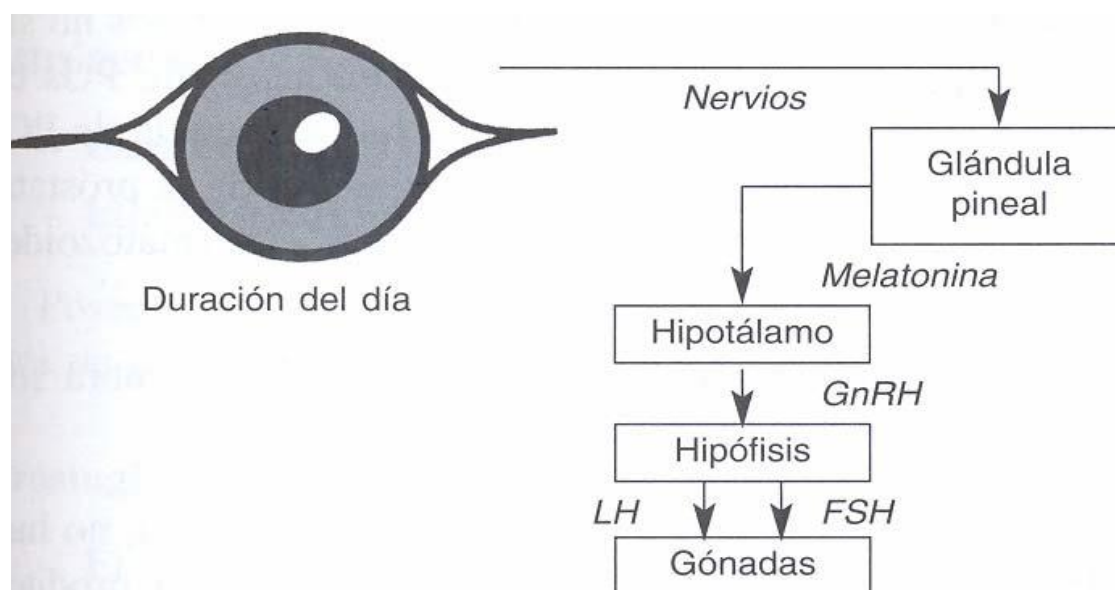 Nervios
Glándula
pineal
Melatonina
Duración del día
Hipotálamo
GnRH
Hipófisis
LH
FSH
Gónadas